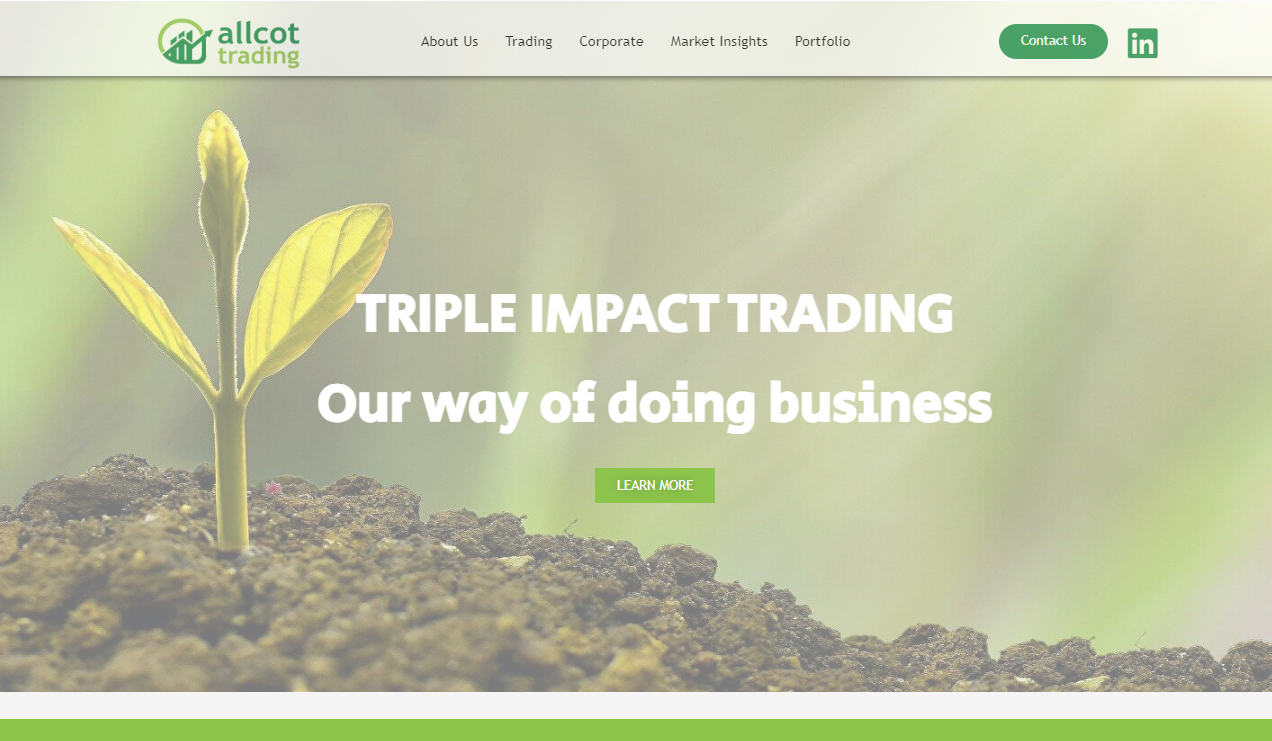 allcot
trading
About Us
Trading
Corporate
Market Insights
Portfolio
Contact Us
in
TRIPLE IMPACT TRADING
Our way of doing business
LEARN MORE